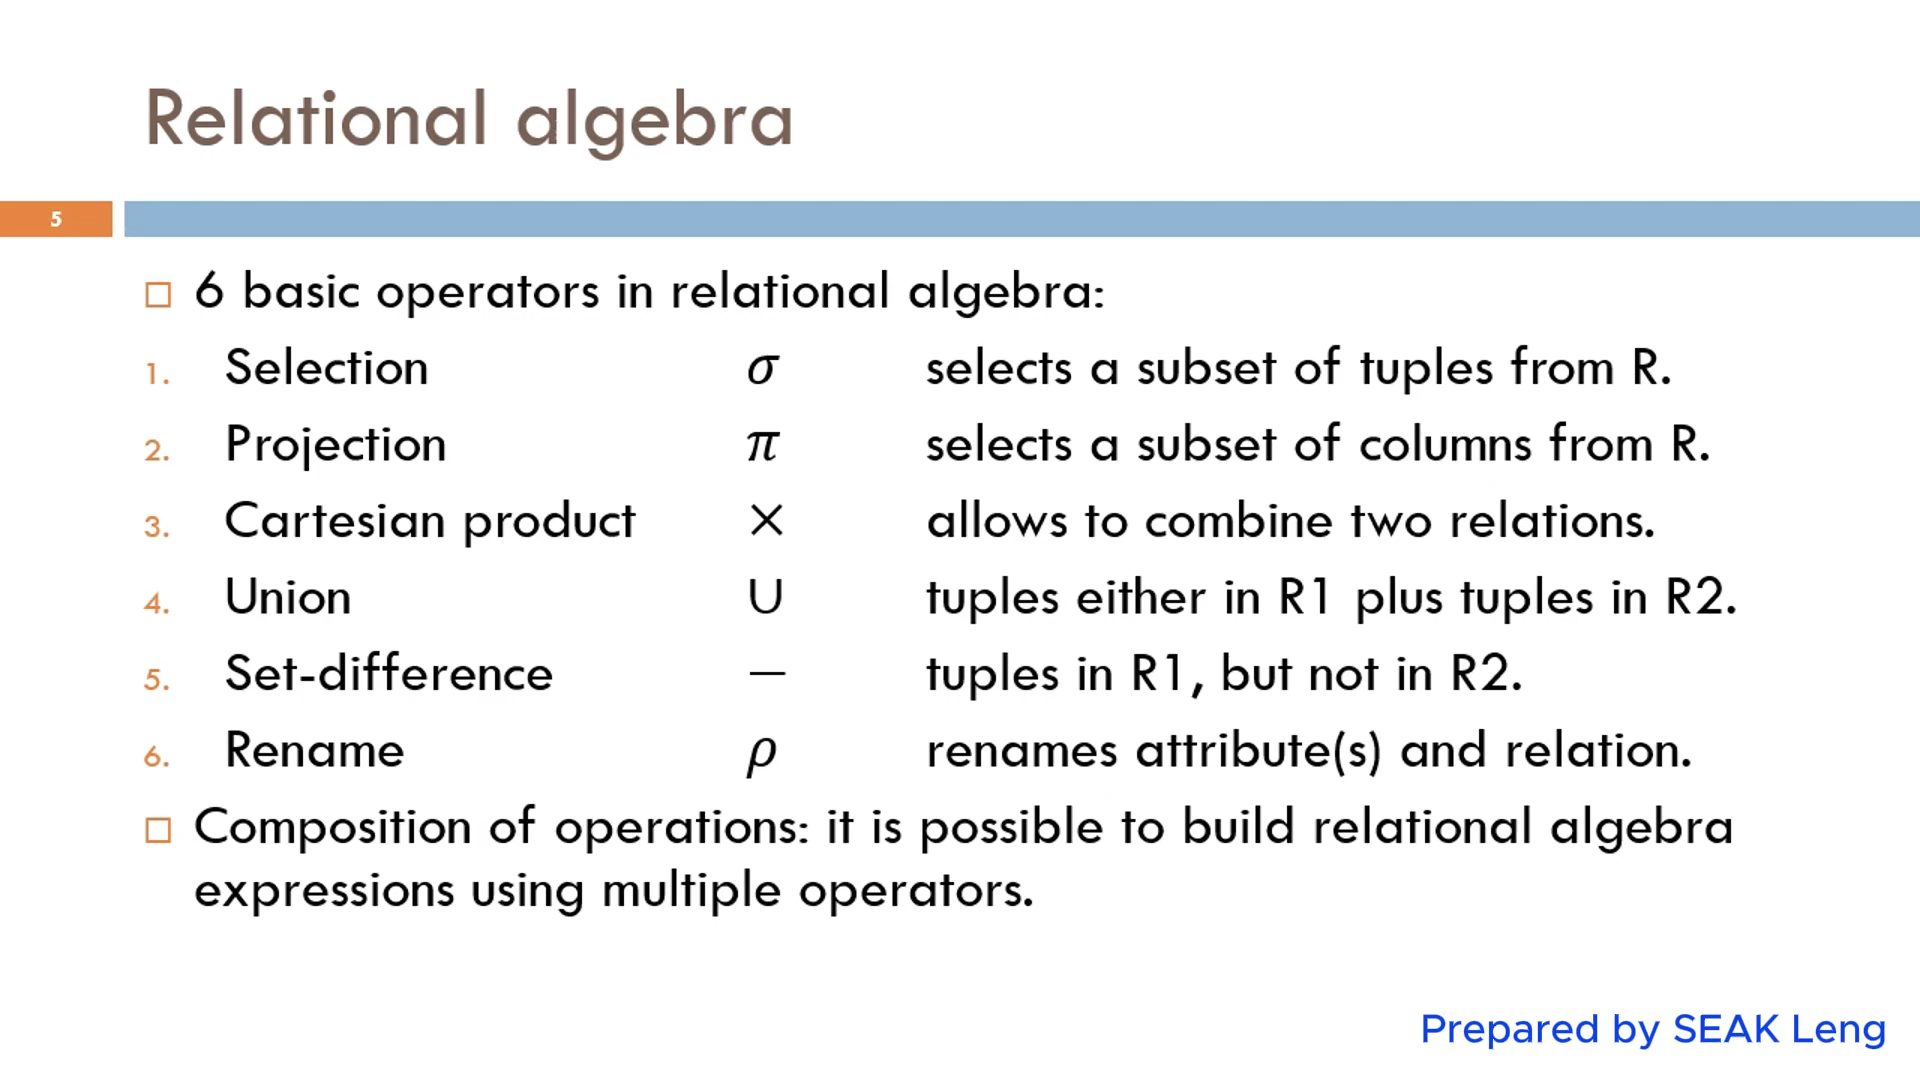 Relational algebra
5
6 basic operators in relational algebra:
1. Selection σ selects a subset of tuples from R.
2. Projection π selects a subset of columns from R.
3. Cartesian product × allows to combine two relations.
4. Union ∪ tuples either in R1 plus tuples in R2.
5. Set-difference − tuples in R1, but not in R2.
6. Rename ρ renames attribute(s) and relation.
Composition of operations: it is possible to build relational algebra
expressions using multiple operators.
Prepared by SEAK Leng